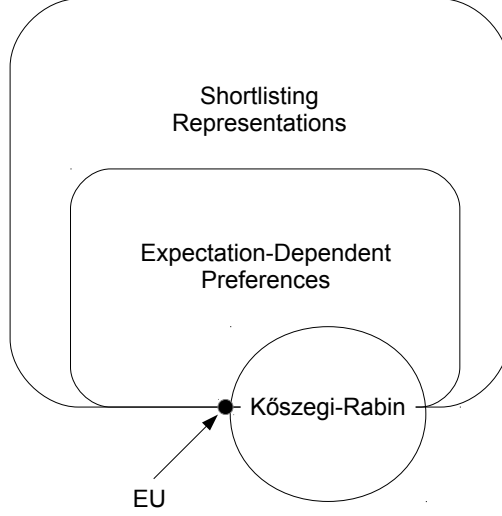 Shortlisting
Representations
Expectation-Dependent
Preferences
Kőszegi-Rabin
EU